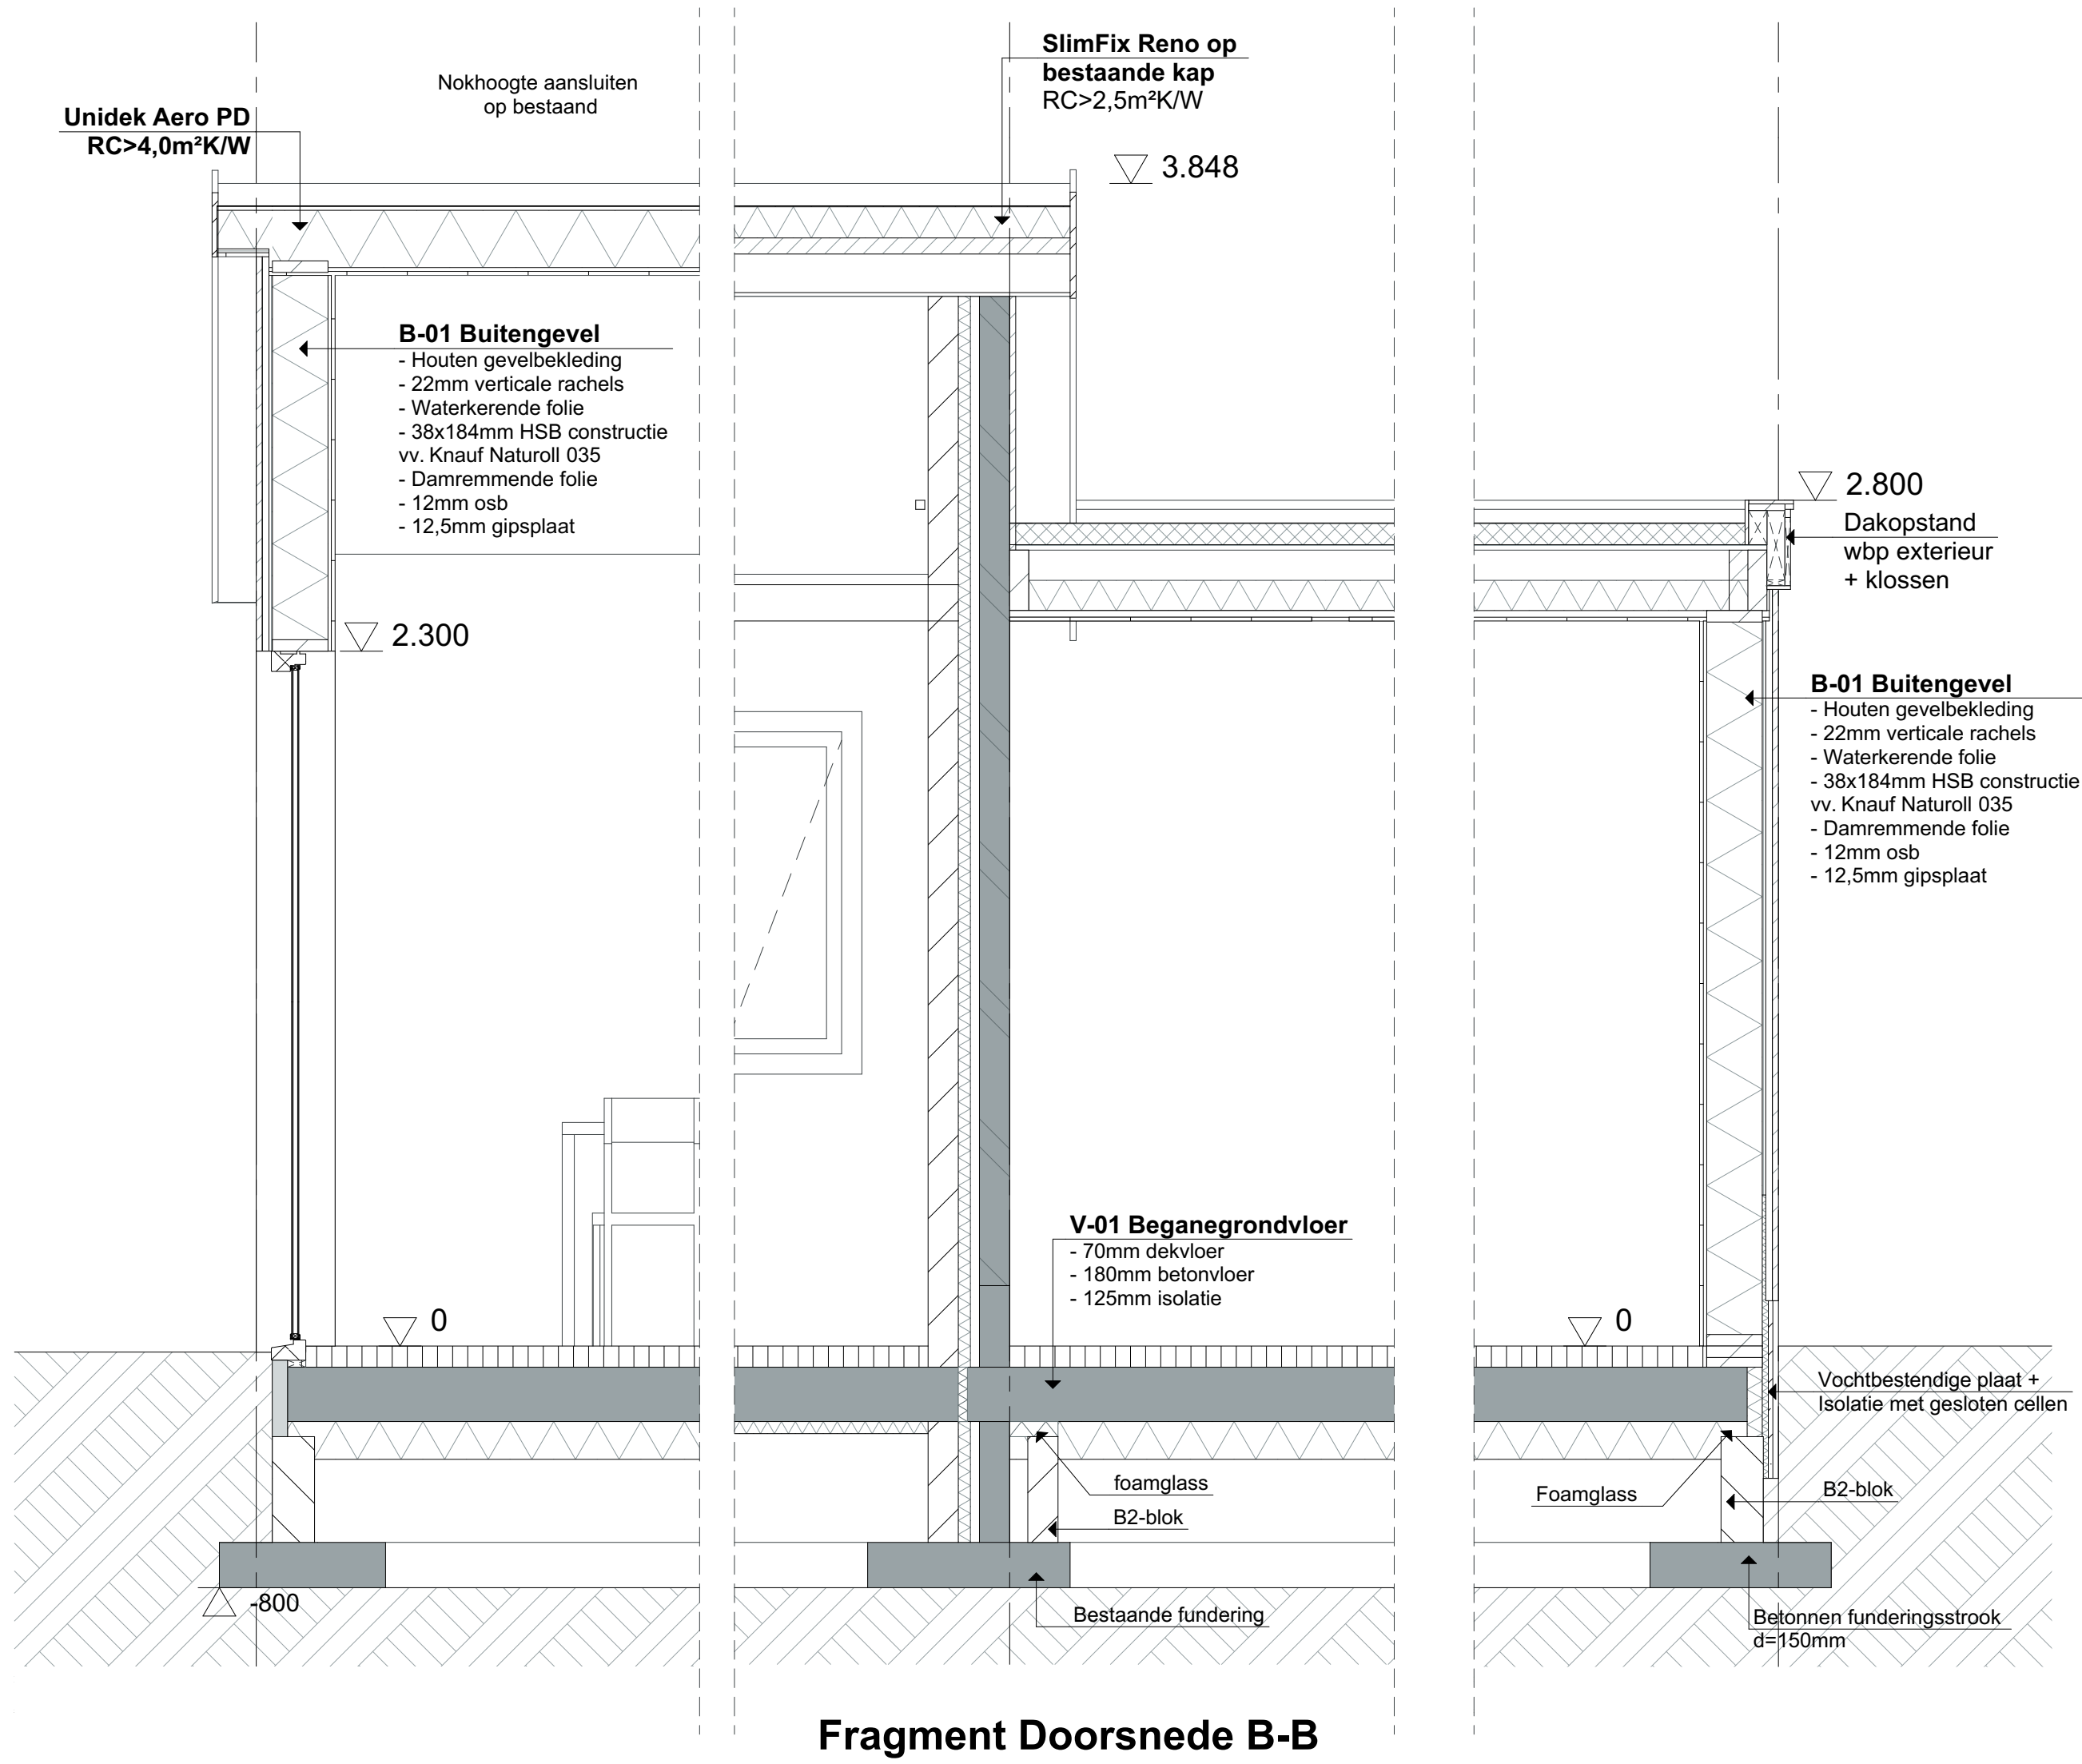 SlimFix Reno op
bestaande kap
RC>2,5m²K/W
Nokhoogte aansluiten
op bestaand
Unidek Aero PD
RC>4,0m²K/W
3.848
B-01 Buitengevel
- Houten gevelbekleding
- 22mm verticale rachels
- Waterkerende folie
- 38x184mm HSB constructie
vv. Knauf Naturoll 035
- Damremmende folie
- 12mm osb
- 12,5mm gipsplaat
2.800
Dakopstand
wbp exterieur
+ klossen
2.300
B-01 Buitengevel
- Houten gevelbekleding
- 22mm verticale rachels
- Waterkerende folie
- 38x184mm HSB constructie
vv. Knauf Naturoll 035
- Damremmende folie
- 12mm osb
- 12,5mm gipsplaat
V-01 Beganegrondvloer
- 70mm dekvloer
- 180mm betonvloer
- 125mm isolatie
0
0
Vochtbestendige plaat +
Isolatie met gesloten cellen
foamglass
B2-blok
Foamglass
B2-blok
-800
Bestaande fundering
Betonnen funderingsstrook
d=150mm
Fragment Doorsnede B-B